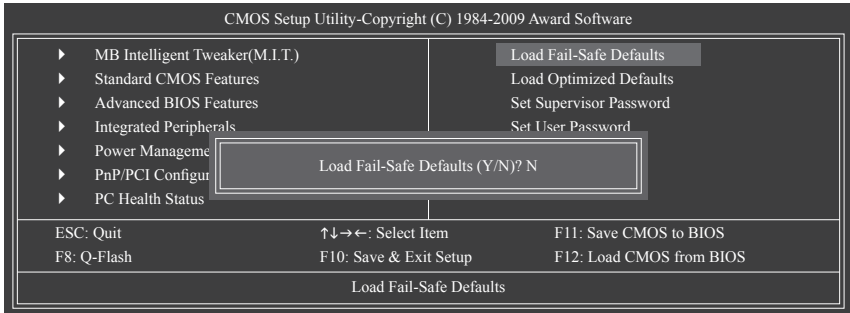 CMOS Setup Utility-Copyright (C) 1984-2009 Award Software
MB Intelligent Tweaker(M.I.T.)
Standard CMOS Features
Advanced BIOS Features
Integrated Peripherals
Power Manageme
PnP/PCI Configur
PC Health Status
Load Fail-Safe Defaults
Load Optimized Defaults
Set Supervisor Password
Set User Password
Load Fail-Safe Defaults (Y/N)? N
ESC: Quit
↑↓→←: Select Item
F11: Save CMOS to BIOS
F8: Q-Flash
F10: Save & Exit Setup
F12: Load CMOS from BIOS
Load Fail-Safe Defaults